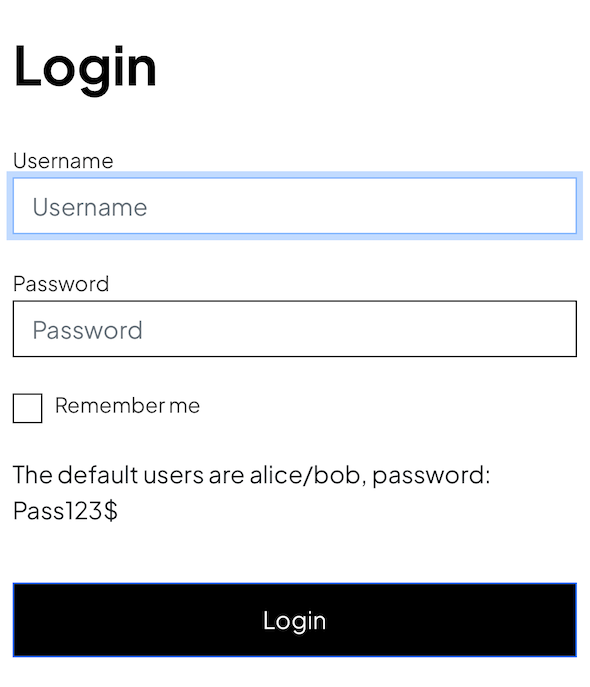 Login
Username
Username
Password
Password
Remember me
The default users are alice/bob, password:
Pass123$
Login